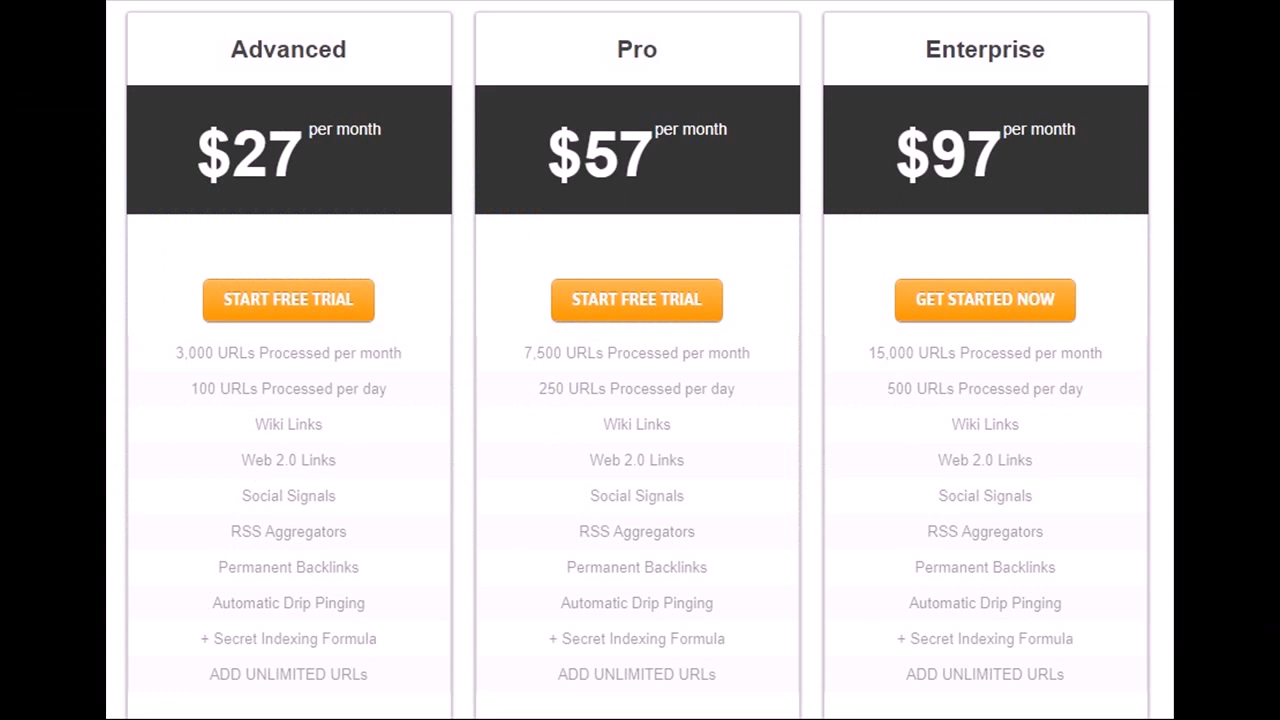 Advanced
$27 per month
START FREE TRIAL
3,000 URLs Processed per month
100 URLs Processed per day
Wiki Links
Web 2.0 Links
Social Signals
RSS Aggregators
Permanent Backlinks
Automatic Drip Pinging
+ Secret Indexing Formula
ADD UNLIMITED URLs
Pro
$57 per month
START FREE TRIAL
7,500 URLs Processed per month
250 URLs Processed per day
Wiki Links
Web 2.0 Links
Social Signals
RSS Aggregators
Permanent Backlinks
Automatic Drip Pinging
+ Secret Indexing Formula
ADD UNLIMITED URLs
Enterprise
$97 per month
GET STARTED NOW
15,000 URLs Processed per month
500 URLs Processed per day
Wiki Links
Web 2.0 Links
Social Signals
RSS Aggregators
Permanent Backlinks
Automatic Drip Pinging
+ Secret Indexing Formula
ADD UNLIMITED URLs